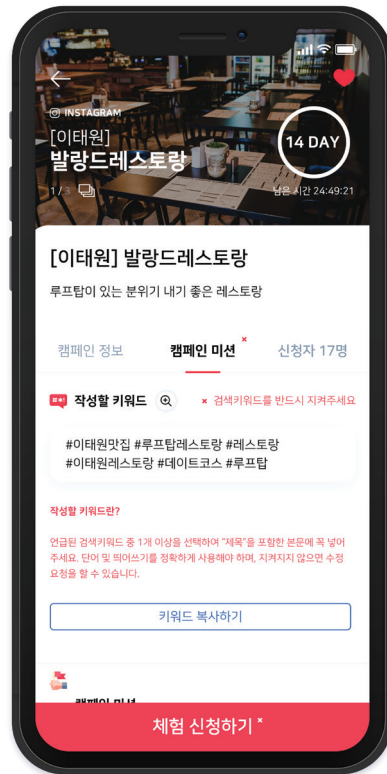 INSTAGRAM
[이태원]
발랑드레스토랑
14 DAY
1/3
남은 시간 24:49:21
[이태원] 발랑드레스토랑
루프탑이 있는 분위기 내기 좋은 레스토랑
캠페인 정보 캠페인 미션 × 신청자 17명
작성할 키워드 × 검색키워드를 반드시 지켜주세요
#이태원맛집 #루프탑레스토랑 #레스토랑
#이태원레스토랑 #데이트코스 #루프탑
작성할 키워드란?
언급된 검색키워드 중 1개 이상을 선택하여 "제목"을 포함한 본문에 꼭 넣어
주세요. 단어 및 띄어쓰기를 정확하게 사용해야 하며, 지켜지지 않으면 수정
요청을 할 수 있습니다.
키워드 복사하기
캠페인 미션
체험 신청하기 ×